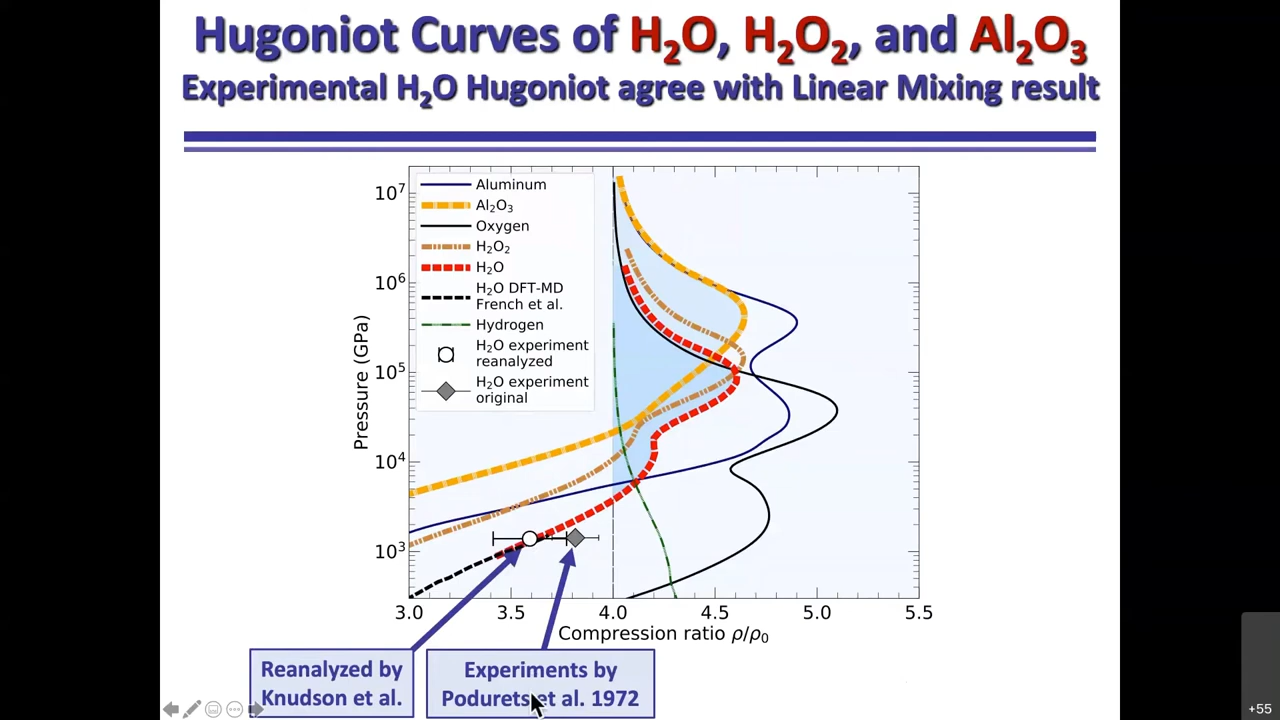 Hugoniot Curves of H₂O, H₂O₂, and Al₂O₃
Experimental H₂O Hugoniot agree with Linear Mixing result
Aluminum
Al₂O₃
Oxygen
H₂O₂
H₂O
H₂O DFT-MD
French et al.
Hydrogen
H₂O experiment
reanalyzed
H₂O experiment
original
Pressure (GPa)
10⁷
10⁶
10⁵
10⁴
10³
3.0 3.5 4.0 4.5 5.0 5.5
Compression ratio ρ/ρ₀
Reanalyzed by
Knudson et al.
Experiments by
Podurets et al. 1972
+55